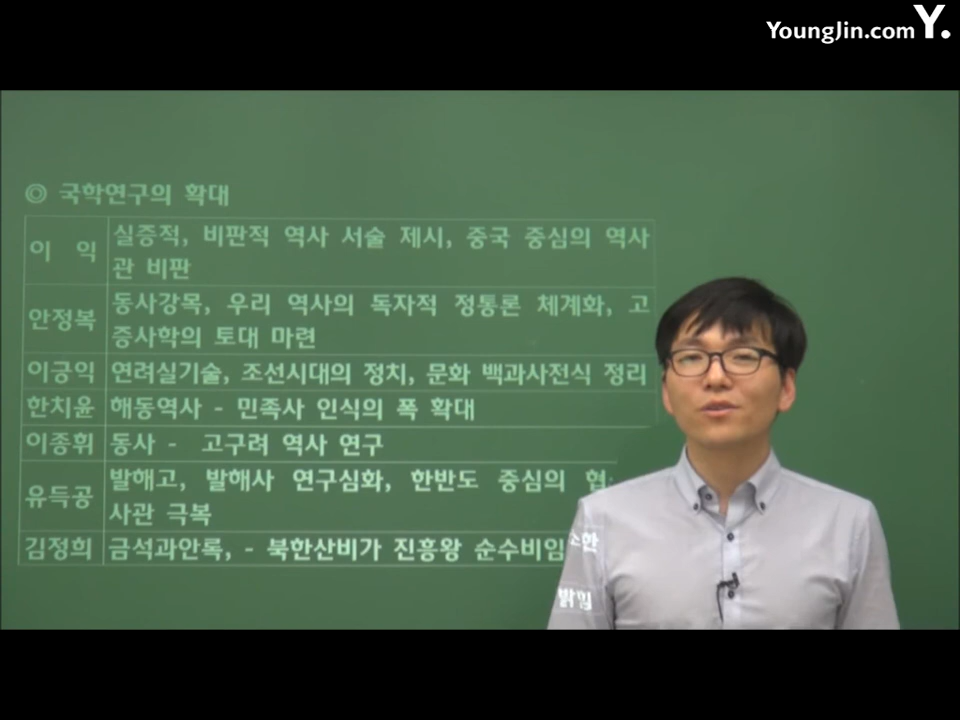 YoungJin.com Y.
◎ 국학연구의 확대
이 익
실증적, 비판적 역사 서술 제시, 중국 중심의 역사
관 비판
안정복
동사강목, 우리 역사의 독자적 정통론 체계화, 고
증사학의 토대 마련
이긍익
연려실기술, 조선시대의 정치, 문화 백과사전식 정리
한치윤
해동역사 - 민족사 인식의 폭 확대
이종휘
동사 - 고구려 역사 연구
유득공
발해고, 발해사 연구심화, 한반도 중심의
사관 극복
김정희
금석과안록, - 북한산비가 진흥왕 순수비임
밝힘